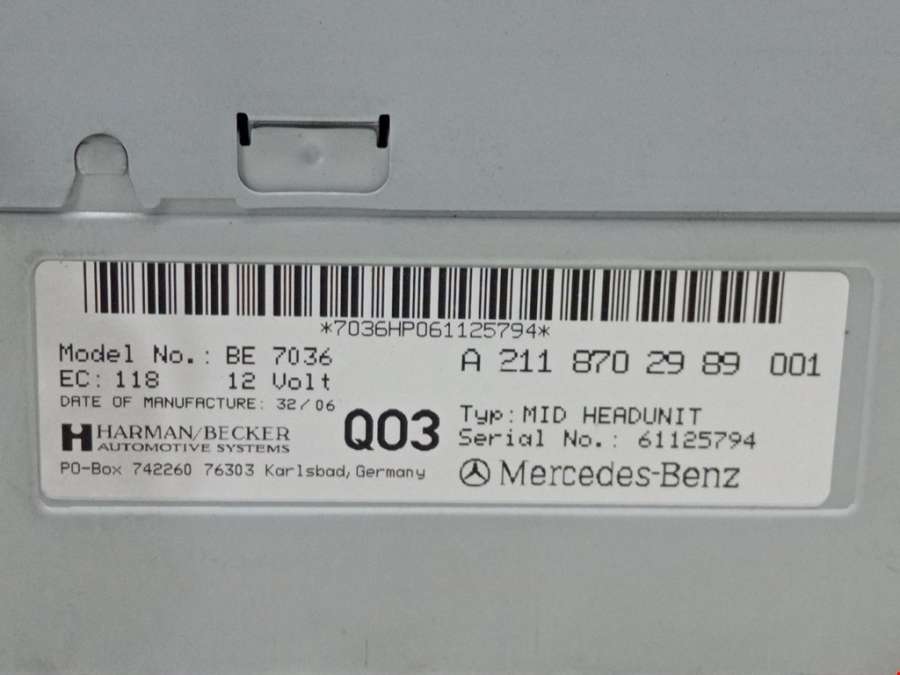 *7036HP061125794*
Model No.: BE 7036
EC: 118 12 Volt
DATE OF MANUFACTURE: 32/06
HARMAN/BECKER
AUTOMOTIVE SYSTEMS
Q03
PO-Box 742260 76303 Karlsbad, Germany
A 211 870 29 89 001
Typ: MID HEADUNIT
Serial No.: 61125794
Mercedes-Benz